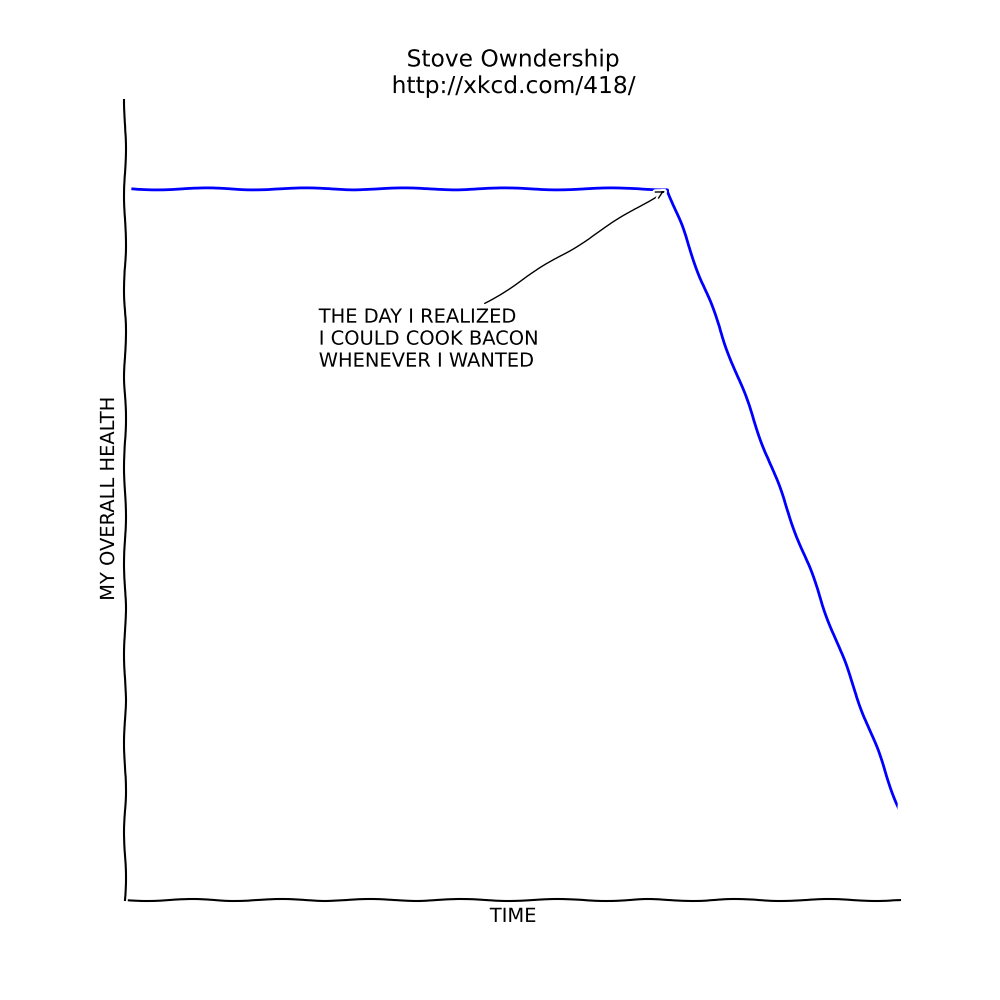 Stove Owndership
http://xkcd.com/418/
THE DAY I REALIZED
I COULD COOK BACON
WHENEVER I WANTED
MY OVERALL HEALTH
TIME